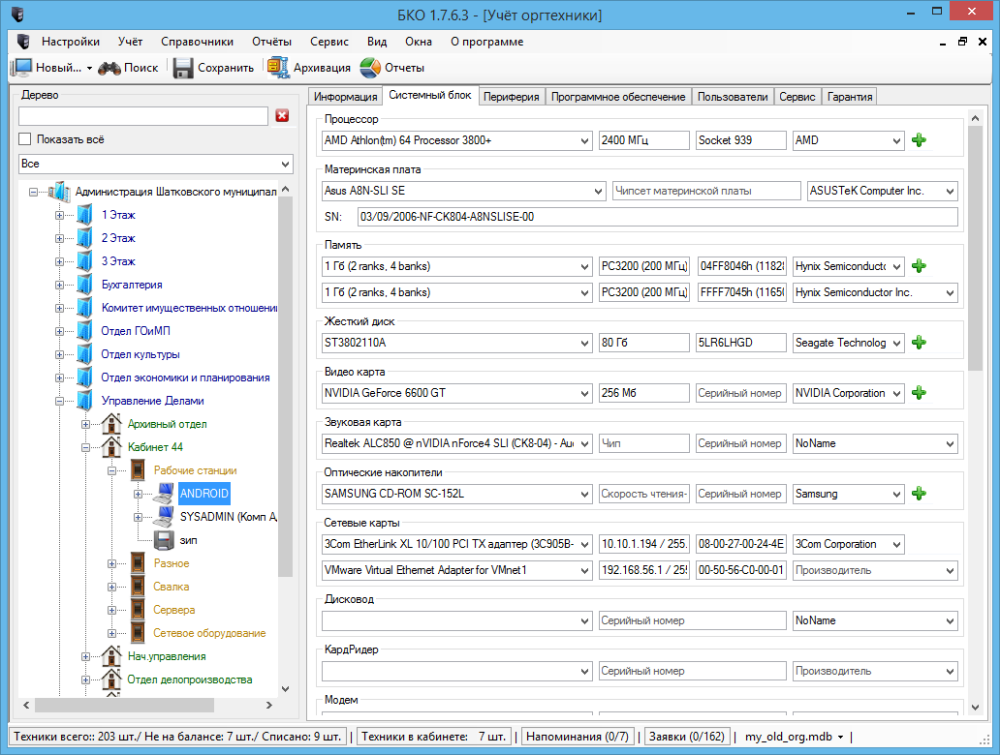 БКО 1.7.6.3 - [Учёт оргтехники]
Настройки Учёт Справочники Отчёты Сервис Вид Окна О программе
Новый... Поиск Сохранить Архивация Отчеты
Дерево
Показать всё
Все
Администрация Шатковского муниципал
1 Этаж
2 Этаж
3 Этаж
Бухгалтерия
Комитет имущественных отношени
Отдел ГОиМП
Отдел культуры
Отдел экономики и планирования
Управление Делами
Архивный отдел
Кабинет 44
Рабочие станции
ANDROID
SYSADMIN (Комп А,
зип
Разное
Свалка
Сервера
Сетевое оборудование
Нач.управления
Отдел делопроизводства
Информация Системный блок Периферия Программное обеспечение Пользователи Сервис Гарантия
Процессор
AMD Athlon(tm) 64 Processor 3800+ 2400 МГц Socket 939 AMD
Материнская плата
Asus A8N-SLI SE Чипсет материнской платы ASUSTeK Computer Inc.
SN: 03/09/2006-NF-CK804-A8NSLISE-00
Память
1 Гб (2 ranks, 4 banks) PC3200 (200 МГц) 04FF8046h (11828 Hynix Semiconductc
1 Гб (2 ranks, 4 banks) PC3200 (200 МГц) FFFF7045h (11650 Hynix Semiconductor Inc.
Жесткий диск
ST3802110A 80 Гб 5LR6LHGD Seagate Technolog
Видео карта
NVIDIA GeForce 6600 GT 256 Мб Серийный номер NVIDIA Corporation
Звуковая карта
Realtek ALC850 @ nVIDIA nForce4 SLI (CK8-04) - Auc Чип Серийный номер NoName
Оптические накопители
SAMSUNG CD-ROM SC-152L Скорость чтения- Серийный номер Samsung
Сетевые карты
3Com EtherLink XL 10/100 PCI TX адаптер (3C905B- 10.10.1.194 / 255. 08-00-27-00-24-4E 3Com Corporation
VMware Virtual Ethernet Adapter for VMnet1 192.168.56.1 / 255 00-50-56-C0-00-01 Производитель
Дисковод
Серийный номер NoName
КардРидер
Серийный номер Производитель
Модем
Техники всего:: 203 шт./ Не на балансе: 7 шт./ Списано: 9 шт. | Техники в кабинете: 7 шт. | Напоминания (0/7) | Заявки (0/162) | my_old_org.mdb |